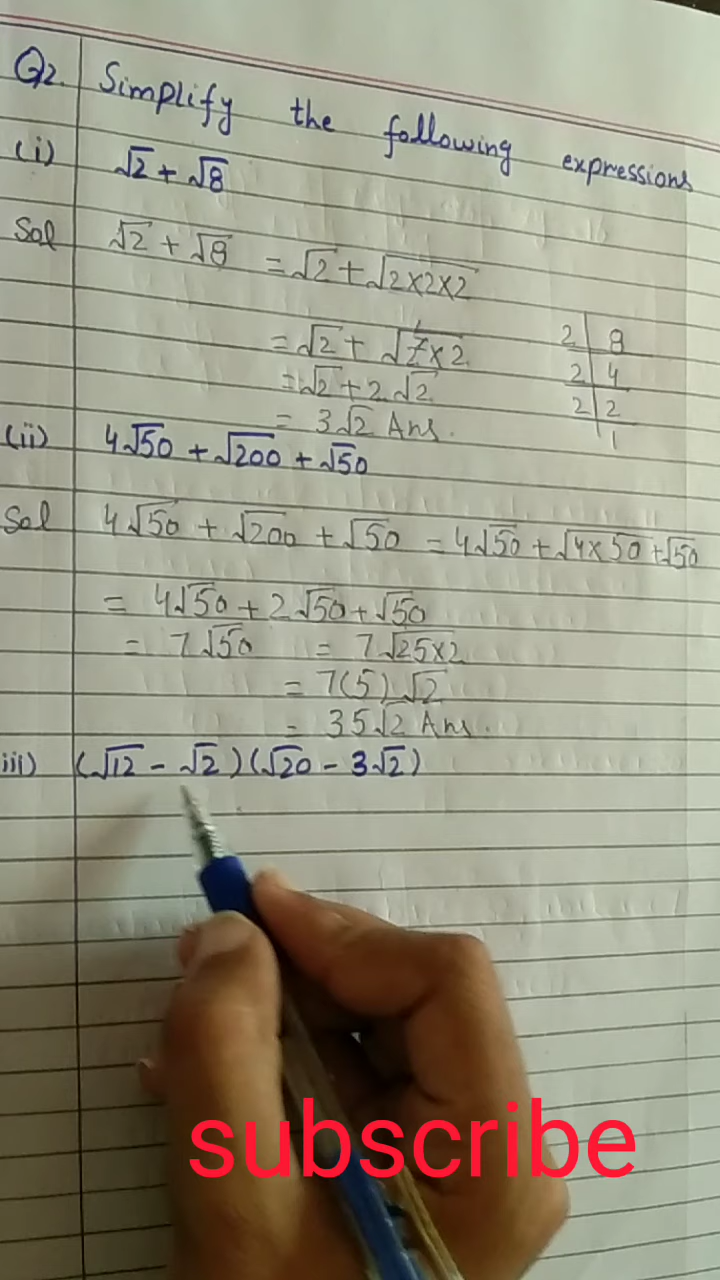 Q2. Simplify the following expressions
(i) √2 + √8
Sol √2 + √8 = √2 + √2×2×2
= √2 + √2²×2
= √2 + 2√2
= 3√2 Ans.
2 | 8
2 | 4
2 | 2
1
(ii) 4√50 + √200 + √50
Sol 4√50 + √200 + √50 = 4√50 + √4×50 + √50
= 4√50 + 2√50 + √50
= 7√50 = 7√25×2
= 7(5)√2
= 35√2 Ans.
iii) (√12 - √2)(√20 - 3√2)
subscribe